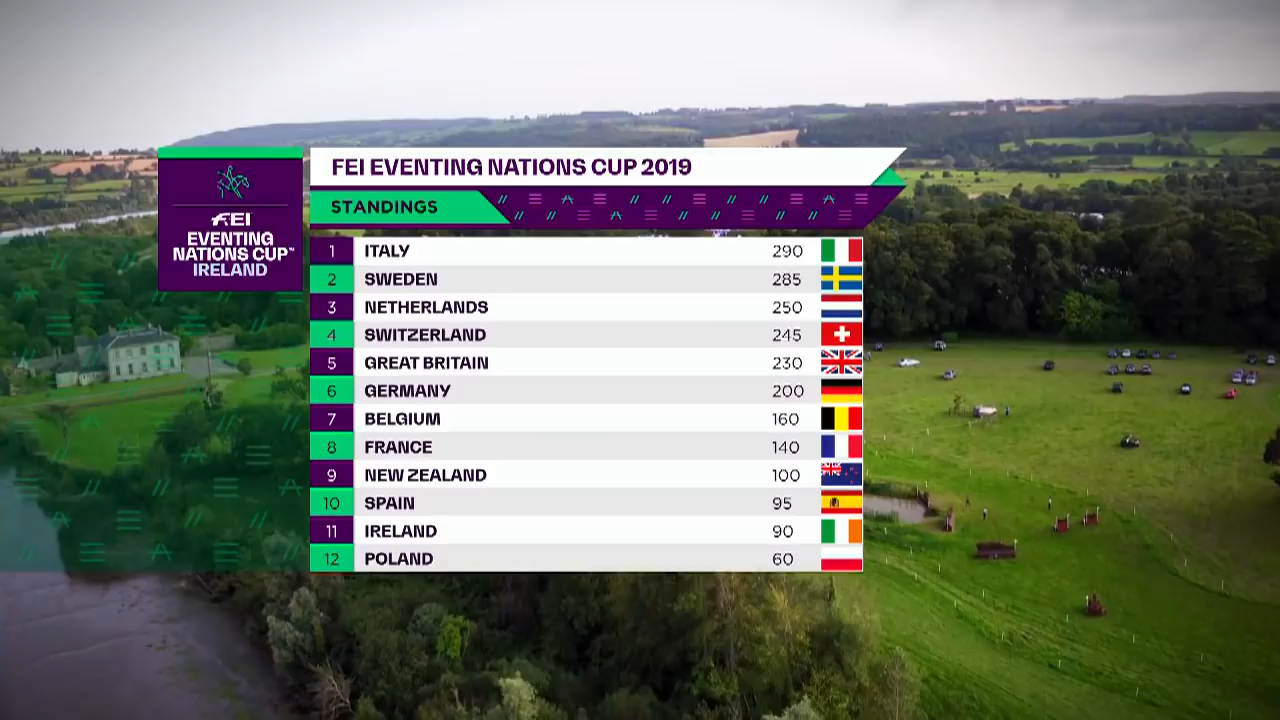 FEI
EVENTING
NATIONS CUP™
IRELAND
FEI EVENTING NATIONS CUP 2019
STANDINGS
1 ITALY 290
2 SWEDEN 285
3 NETHERLANDS 250
4 SWITZERLAND 245
5 GREAT BRITAIN 230
6 GERMANY 200
7 BELGIUM 160
8 FRANCE 140
9 NEW ZEALAND 100
10 SPAIN 95
11 IRELAND 90
12 POLAND 60